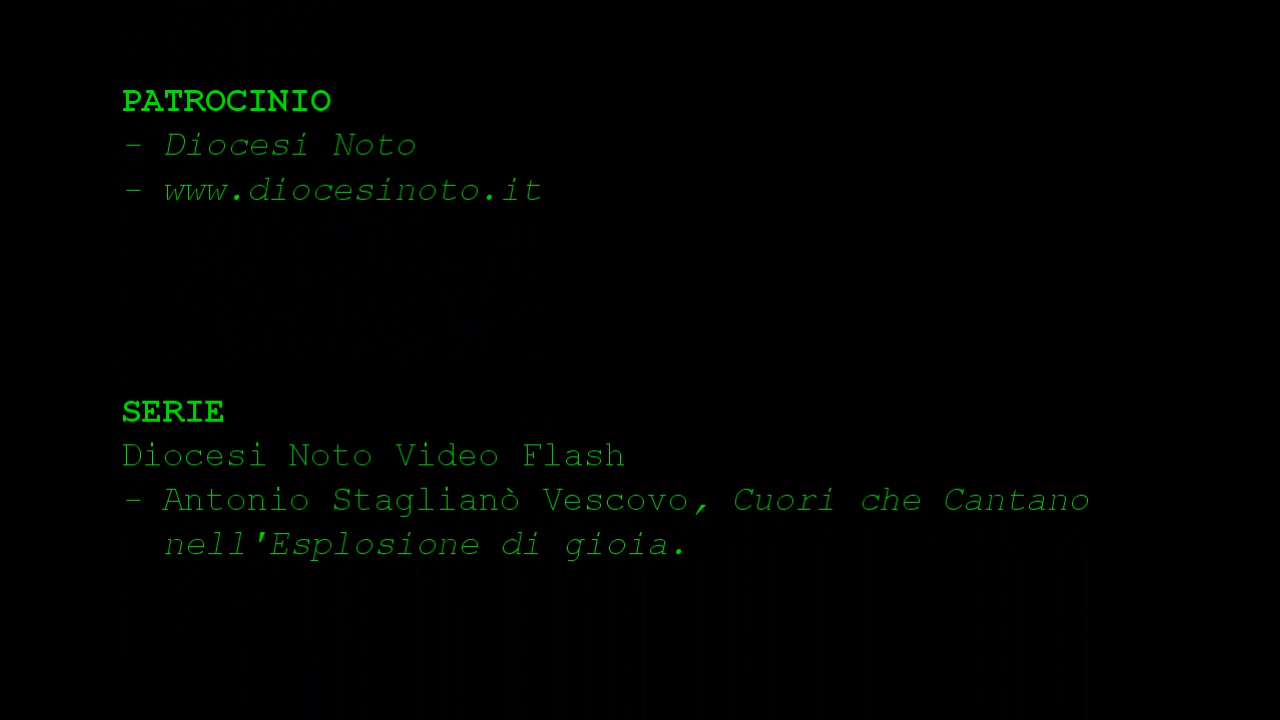 PATROCINIO
- Diocesi Noto
- www.diocesinoto.it
SERIE
Diocesi Noto Video Flash
- Antonio Staglianò Vescovo, Cuori che Cantano
nell'Esplosione di gioia.